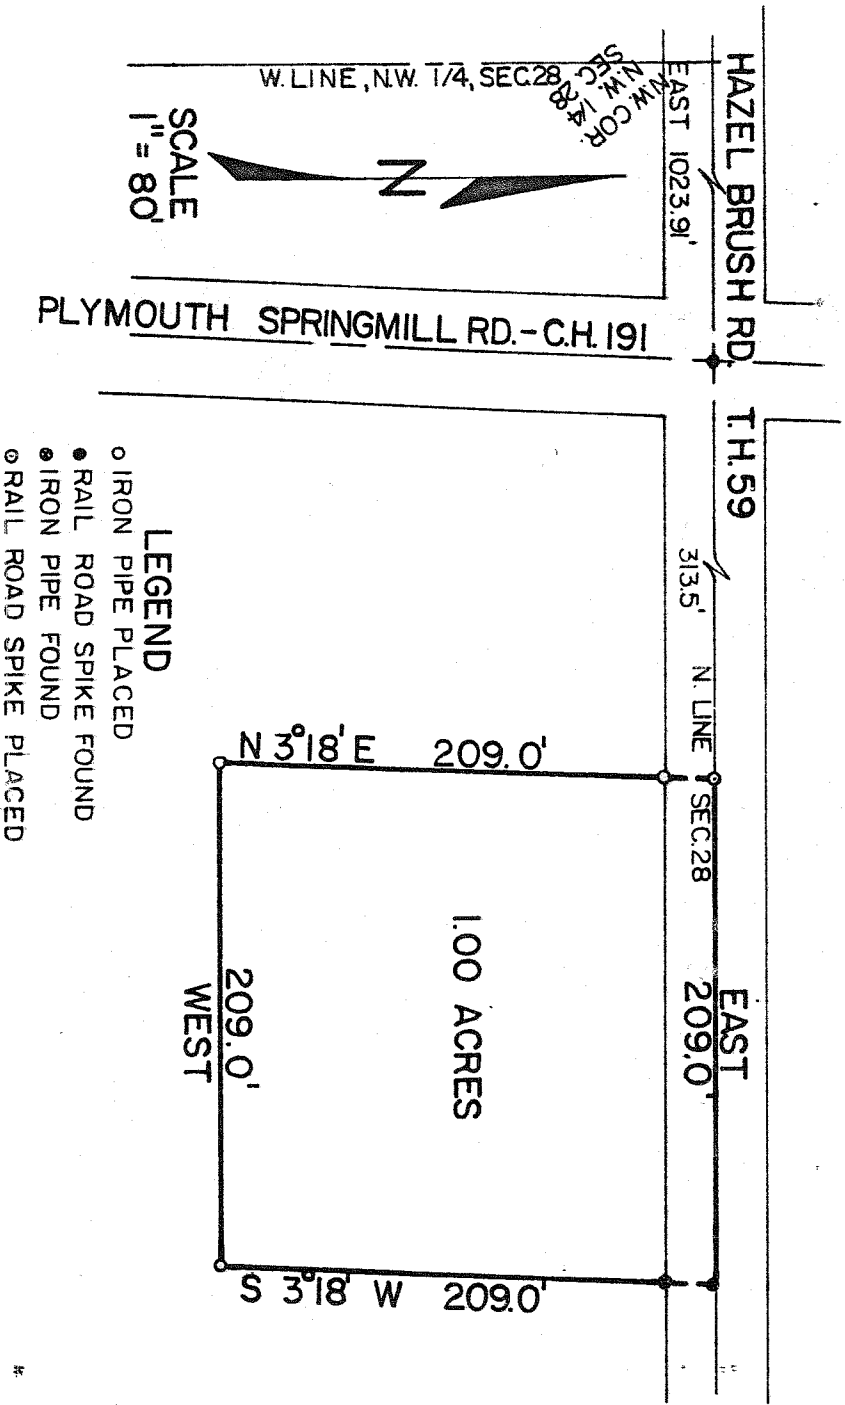 HAZEL BRUSH RD. T.H. 59
EAST 1023.91'
N.W. COR.
N.W. 1/4
SEC. 28
W. LINE, N.W. 1/4, SEC.28
N
SCALE
1" = 80'
PLYMOUTH SPRINGMILL RD.-C.H. 191
313.5' N. LINE SEC.28
EAST
209.0'
N 3°18' E 209.0'
1.00 ACRES
209.0'
WEST
S 3°18' W 209.0'
LEGEND
○ IRON PIPE PLACED
● RAIL ROAD SPIKE FOUND
⊗ IRON PIPE FOUND
⊙ RAIL ROAD SPIKE PLACED